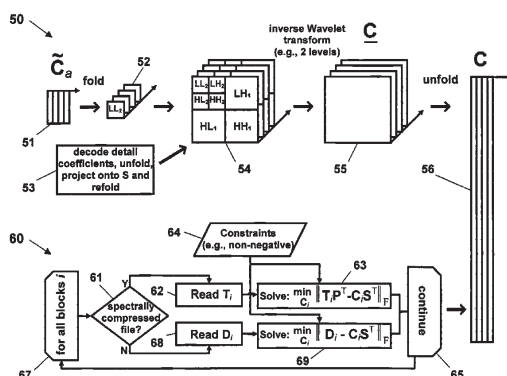 50
C̃a
fold
52
51
LL₂
decode detail
coefficients, unfold,
project onto S and
refold
53
LL₂ LH₂
HL₂ HH₂
LH₁
HL₁
HH₁
54
inverse Wavelet
transform
(e.g., 2 levels)
C
55
unfold
C
56
60
64
Constraints
(e.g., non-negative)
for all blocks i
67
61
spectrally
compressed
file?
Y
N
62
Read Tᵢ
68
Read Dᵢ
63
Solve: min Cᵢ ‖TᵢPᵀ-CᵢSᵀ‖F
Solve: min Cᵢ ‖Dᵢ - CᵢSᵀ‖F
69
continue
65